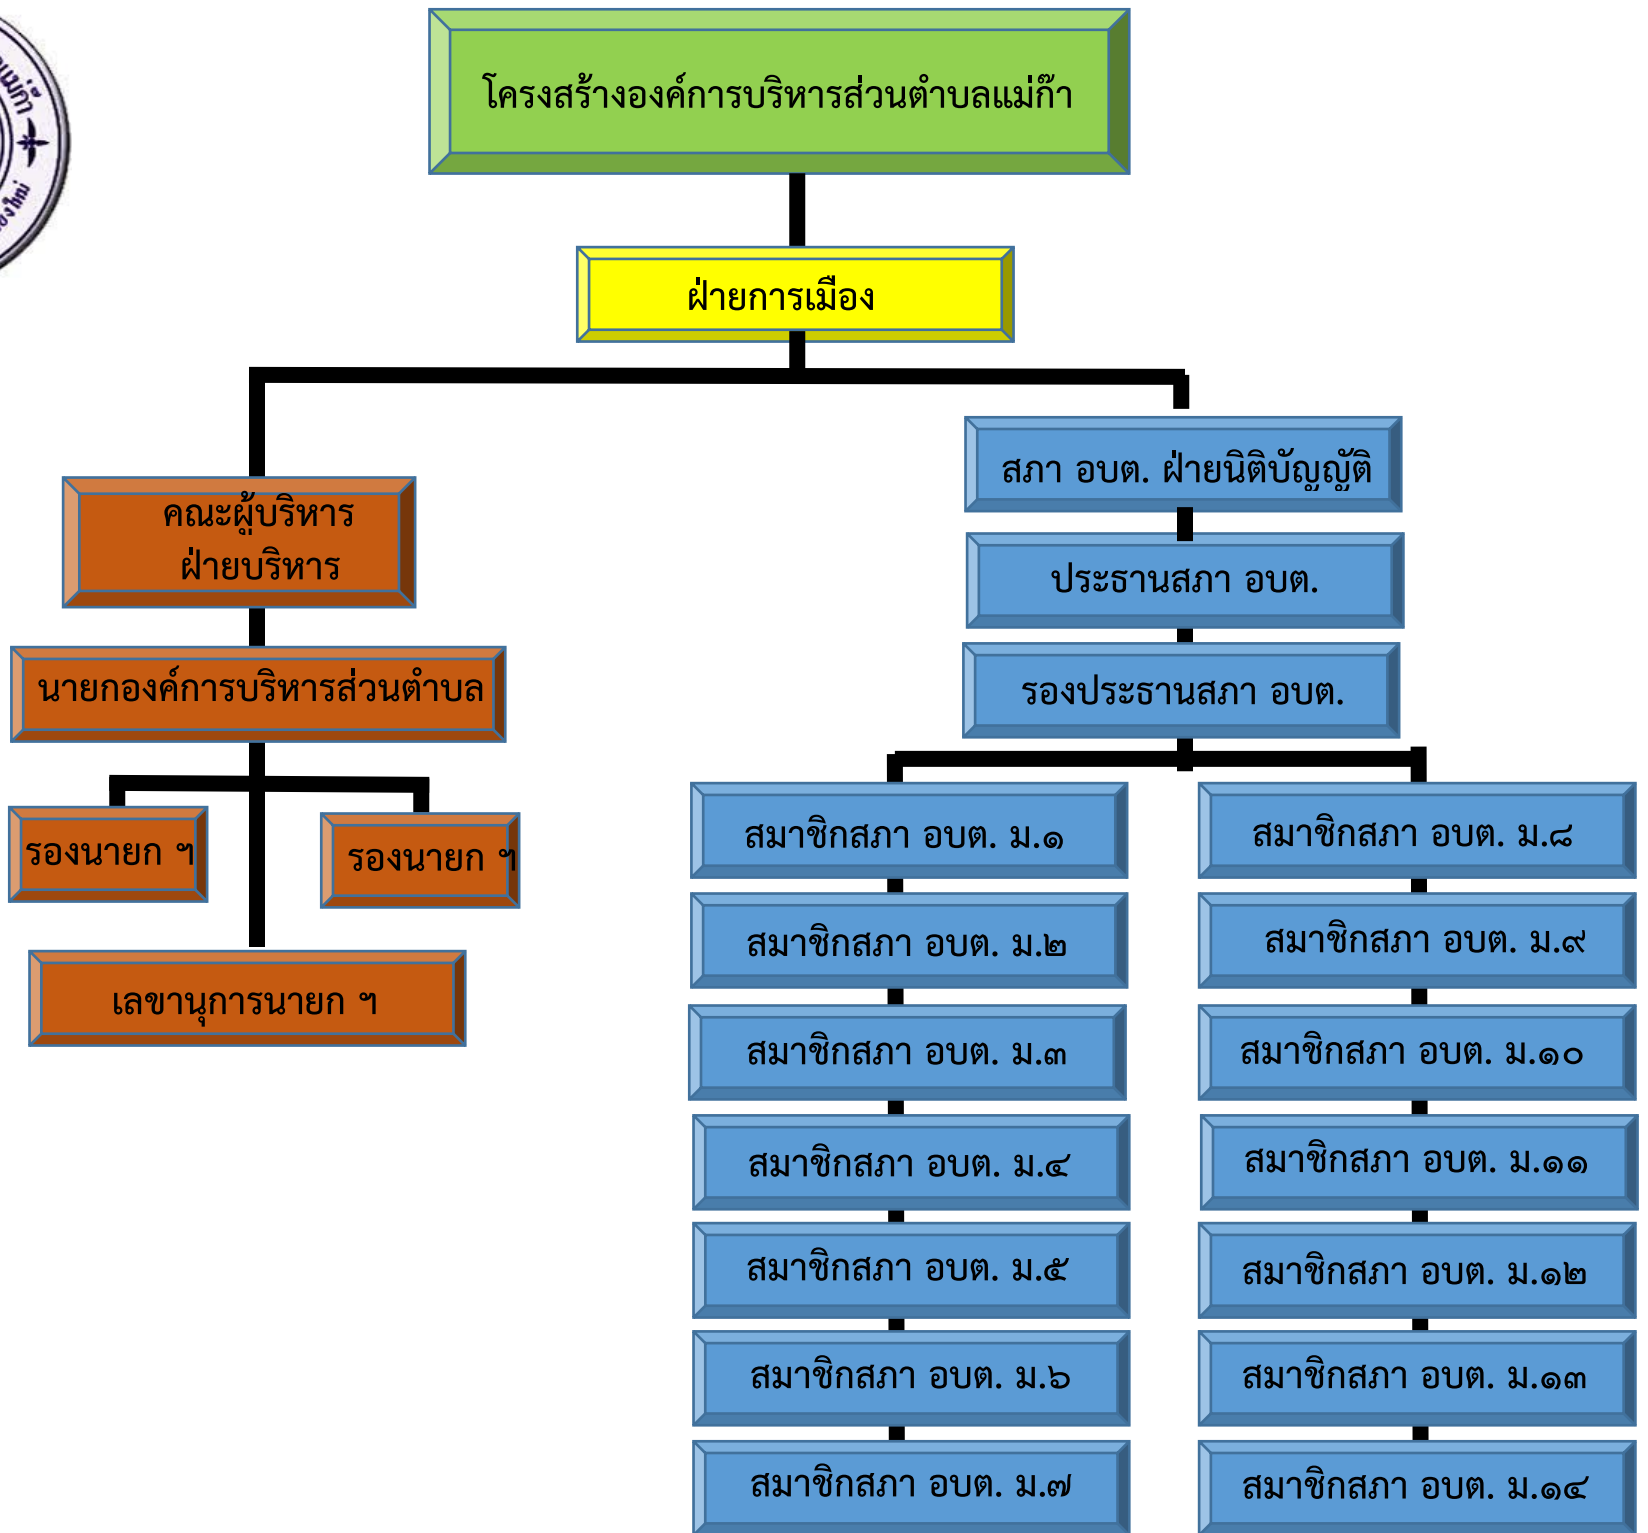 แม่ก๊า
โครงสร้างองค์การบริหารส่วนตำบลแม่ก๊า
ฝ่ายการเมือง
คณะผู้บริหาร
ฝ่ายบริหาร
นายกองค์การบริหารส่วนตำบล
รองนายก ฯ
รองนายก ฯ
เลขานุการนายก ฯ
สภา อบต. ฝ่ายนิติบัญญัติ
ประธานสภา อบต.
รองประธานสภา อบต.
สมาชิกสภา อบต. ม.๑
สมาชิกสภา อบต. ม.๒
สมาชิกสภา อบต. ม.๓
สมาชิกสภา อบต. ม.๔
สมาชิกสภา อบต. ม.๕
สมาชิกสภา อบต. ม.๖
สมาชิกสภา อบต. ม.๗
สมาชิกสภา อบต. ม.๘
สมาชิกสภา อบต. ม.๙
สมาชิกสภา อบต. ม.๑๐
สมาชิกสภา อบต. ม.๑๑
สมาชิกสภา อบต. ม.๑๒
สมาชิกสภา อบต. ม.๑๓
สมาชิกสภา อบต. ม.๑๔